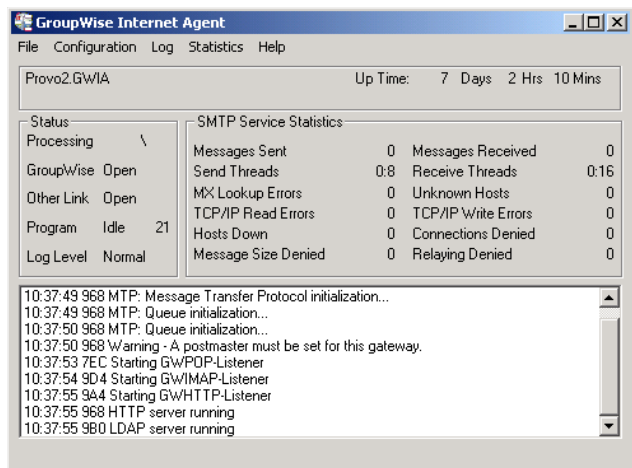 GroupWise Internet Agent
File Configuration Log Statistics Help
Provo2.GWIA Up Time: 7 Days 2 Hrs 10 Mins
Status
Processing \
GroupWise Open
Other Link Open
Program Idle 21
Log Level Normal
SMTP Service Statistics
Messages Sent 0 Messages Received 0
Send Threads 0:8 Receive Threads 0:16
MX Lookup Errors 0 Unknown Hosts 0
TCP/IP Read Errors 0 TCP/IP Write Errors 0
Hosts Down 0 Connections Denied 0
Message Size Denied 0 Relaying Denied 0
10:37:49 968 MTP: Message Transfer Protocol initialization...
10:37:49 968 MTP: Queue initialization...
10:37:50 968 MTP: Queue initialization...
10:37:50 968 Warning - A postmaster must be set for this gateway.
10:37:53 7EC Starting GWPOP-Listener
10:37:54 9D4 Starting GWIMAP-Listener
10:37:55 9A4 Starting GWHTTP-Listener
10:37:55 968 HTTP server running
10:37:55 9B0 LDAP server running